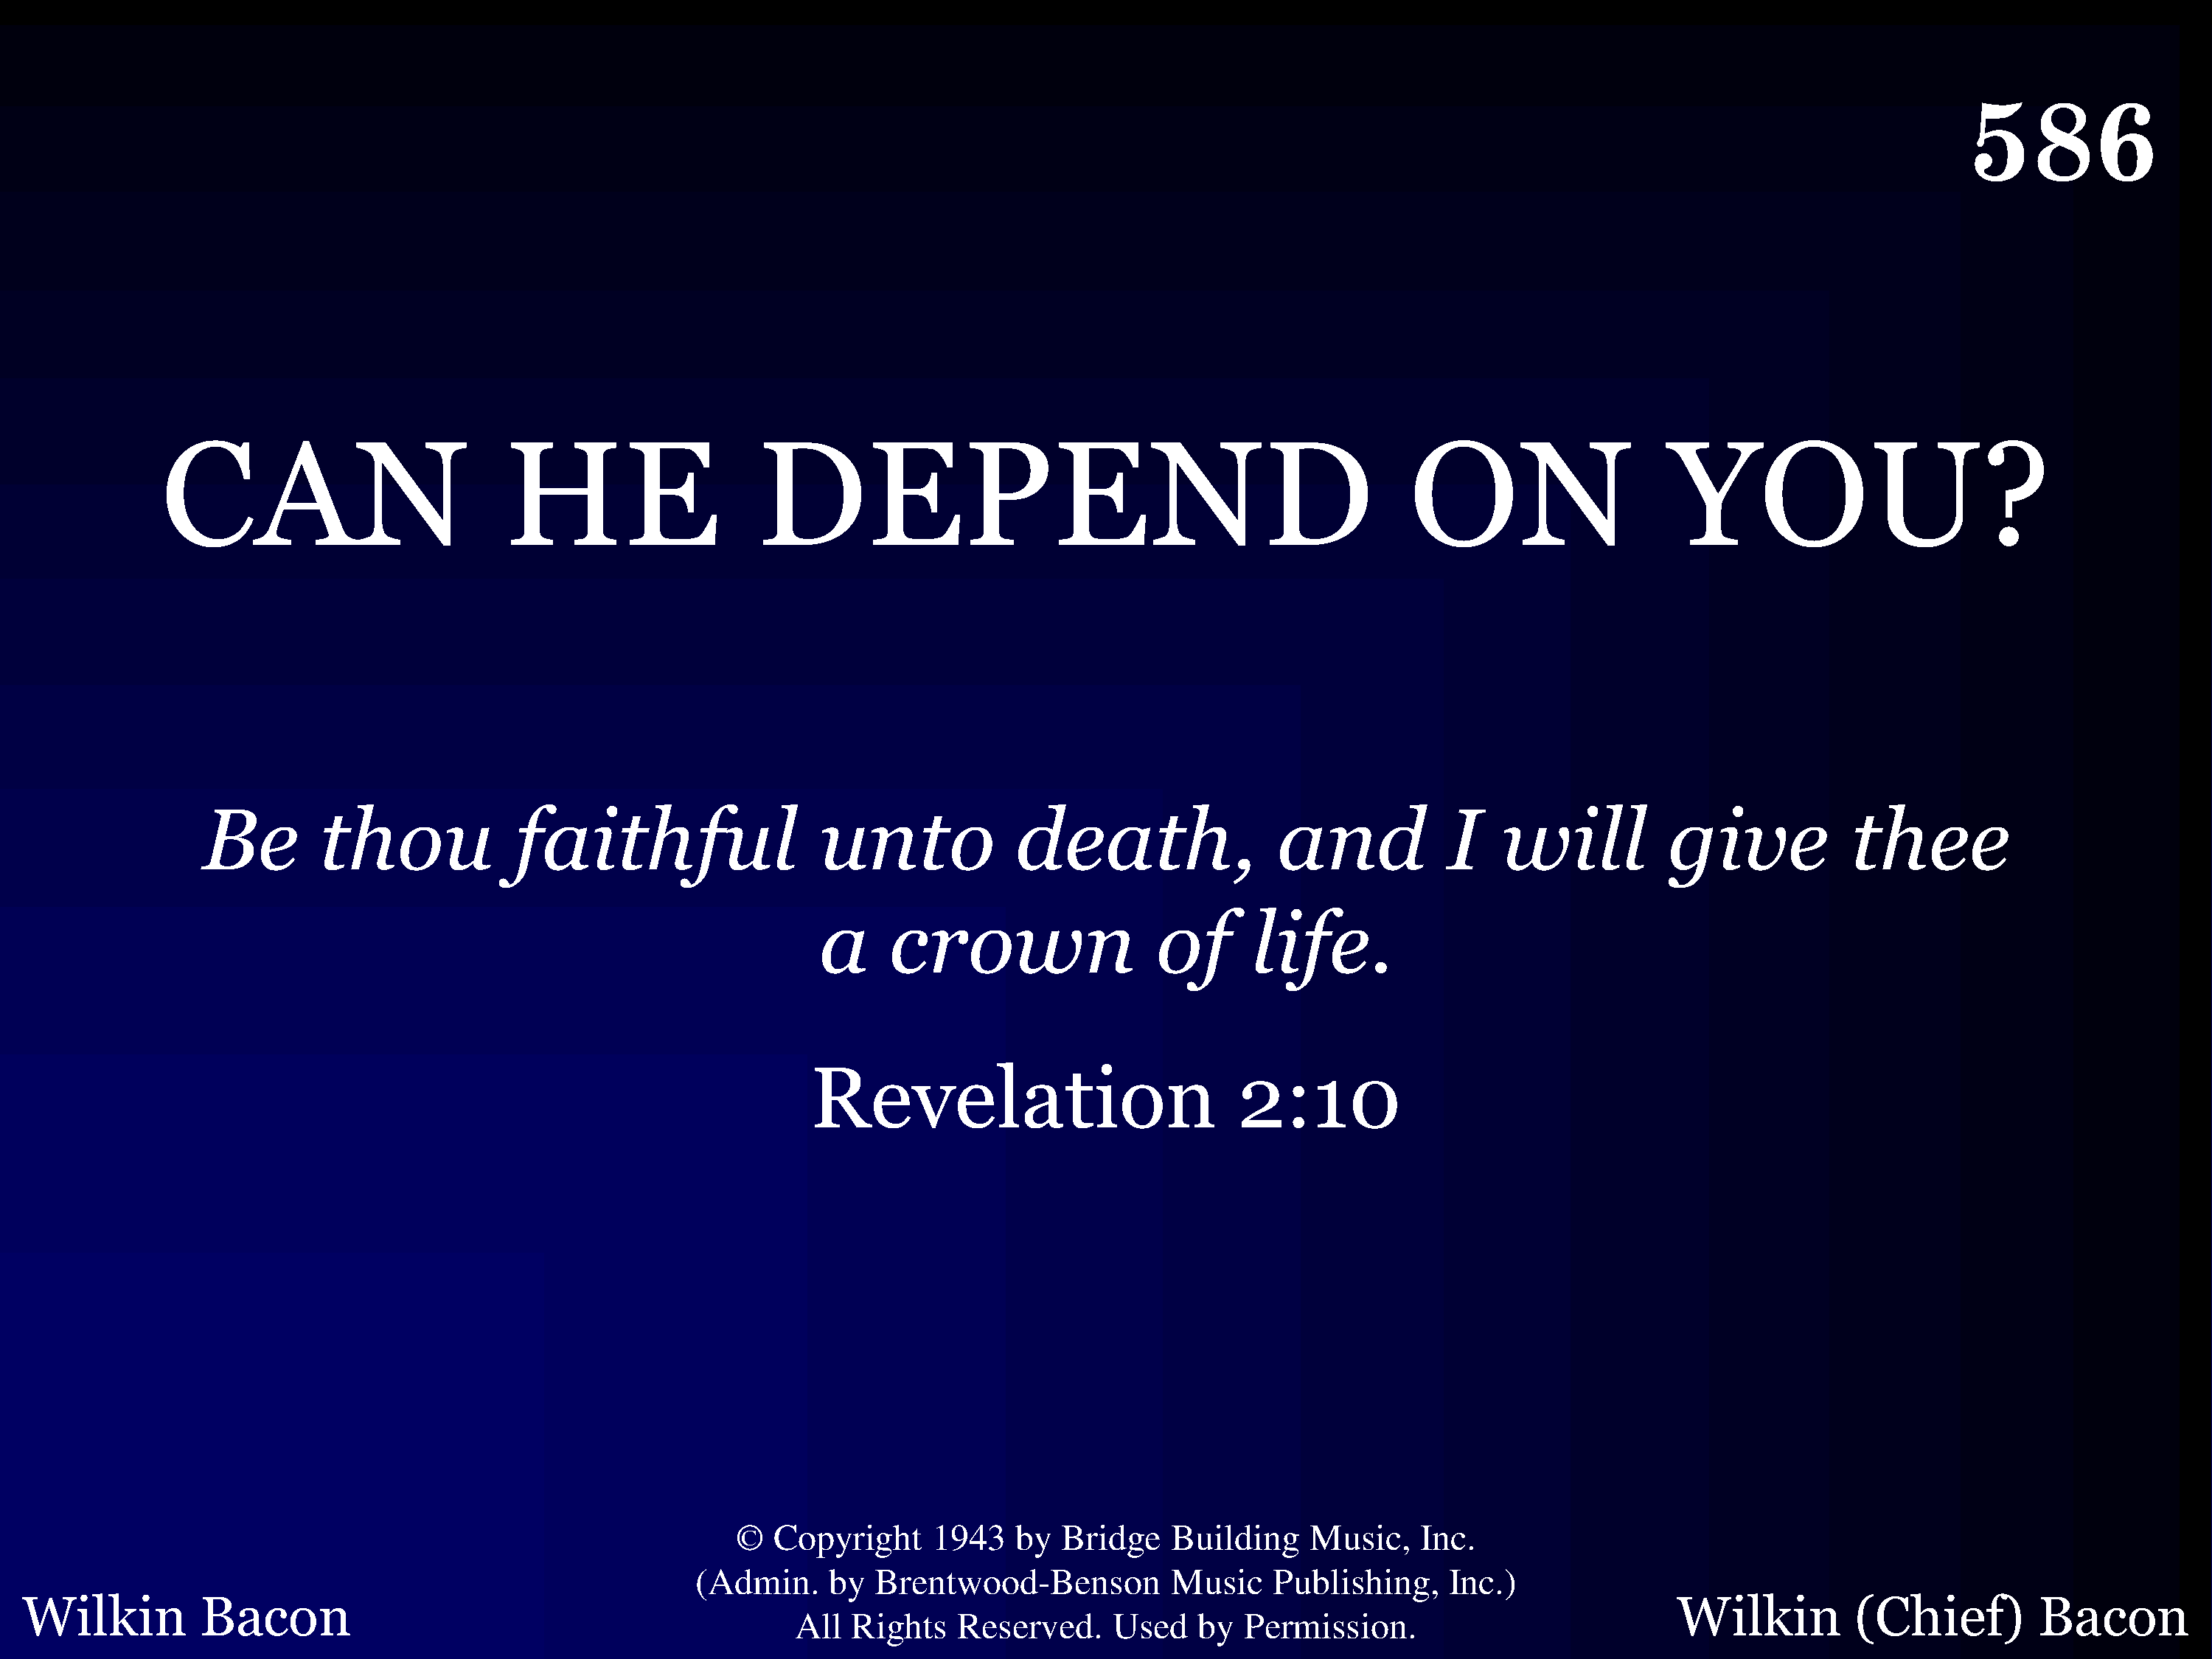 586
CAN HE DEPEND ON YOU?
Be thou faithful unto death, and I will give thee
a crown of life.
Revelation 2:10
© Copyright 1943 by Bridge Building Music, Inc.
(Admin. by Brentwood-Benson Music Publishing, Inc.)
All Rights Reserved. Used by Permission.
Wilkin Bacon
Wilkin (Chief) Bacon